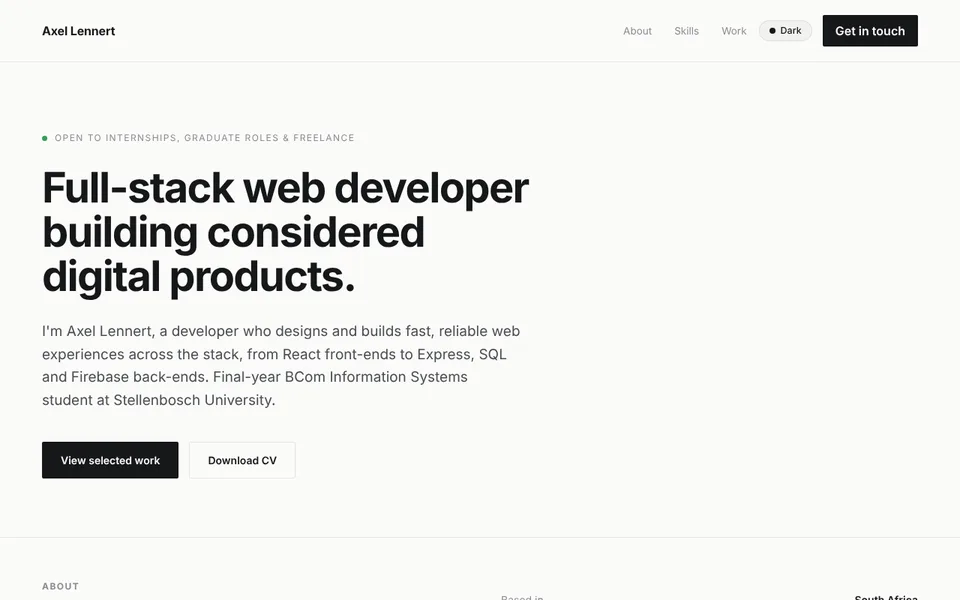 Axel Lennert
About
Skills
Work
Dark
Get in touch
OPEN TO INTERNSHIPS, GRADUATE ROLES & FREELANCE
Full-stack web developer
building considered
digital products.
I'm Axel Lennert, a developer who designs and builds fast, reliable web
experiences across the stack, from React front-ends to Express, SQL
and Firebase back-ends. Final-year BCom Information Systems
student at Stellenbosch University.
View selected work
Download CV
ABOUT
Based in
South Africa